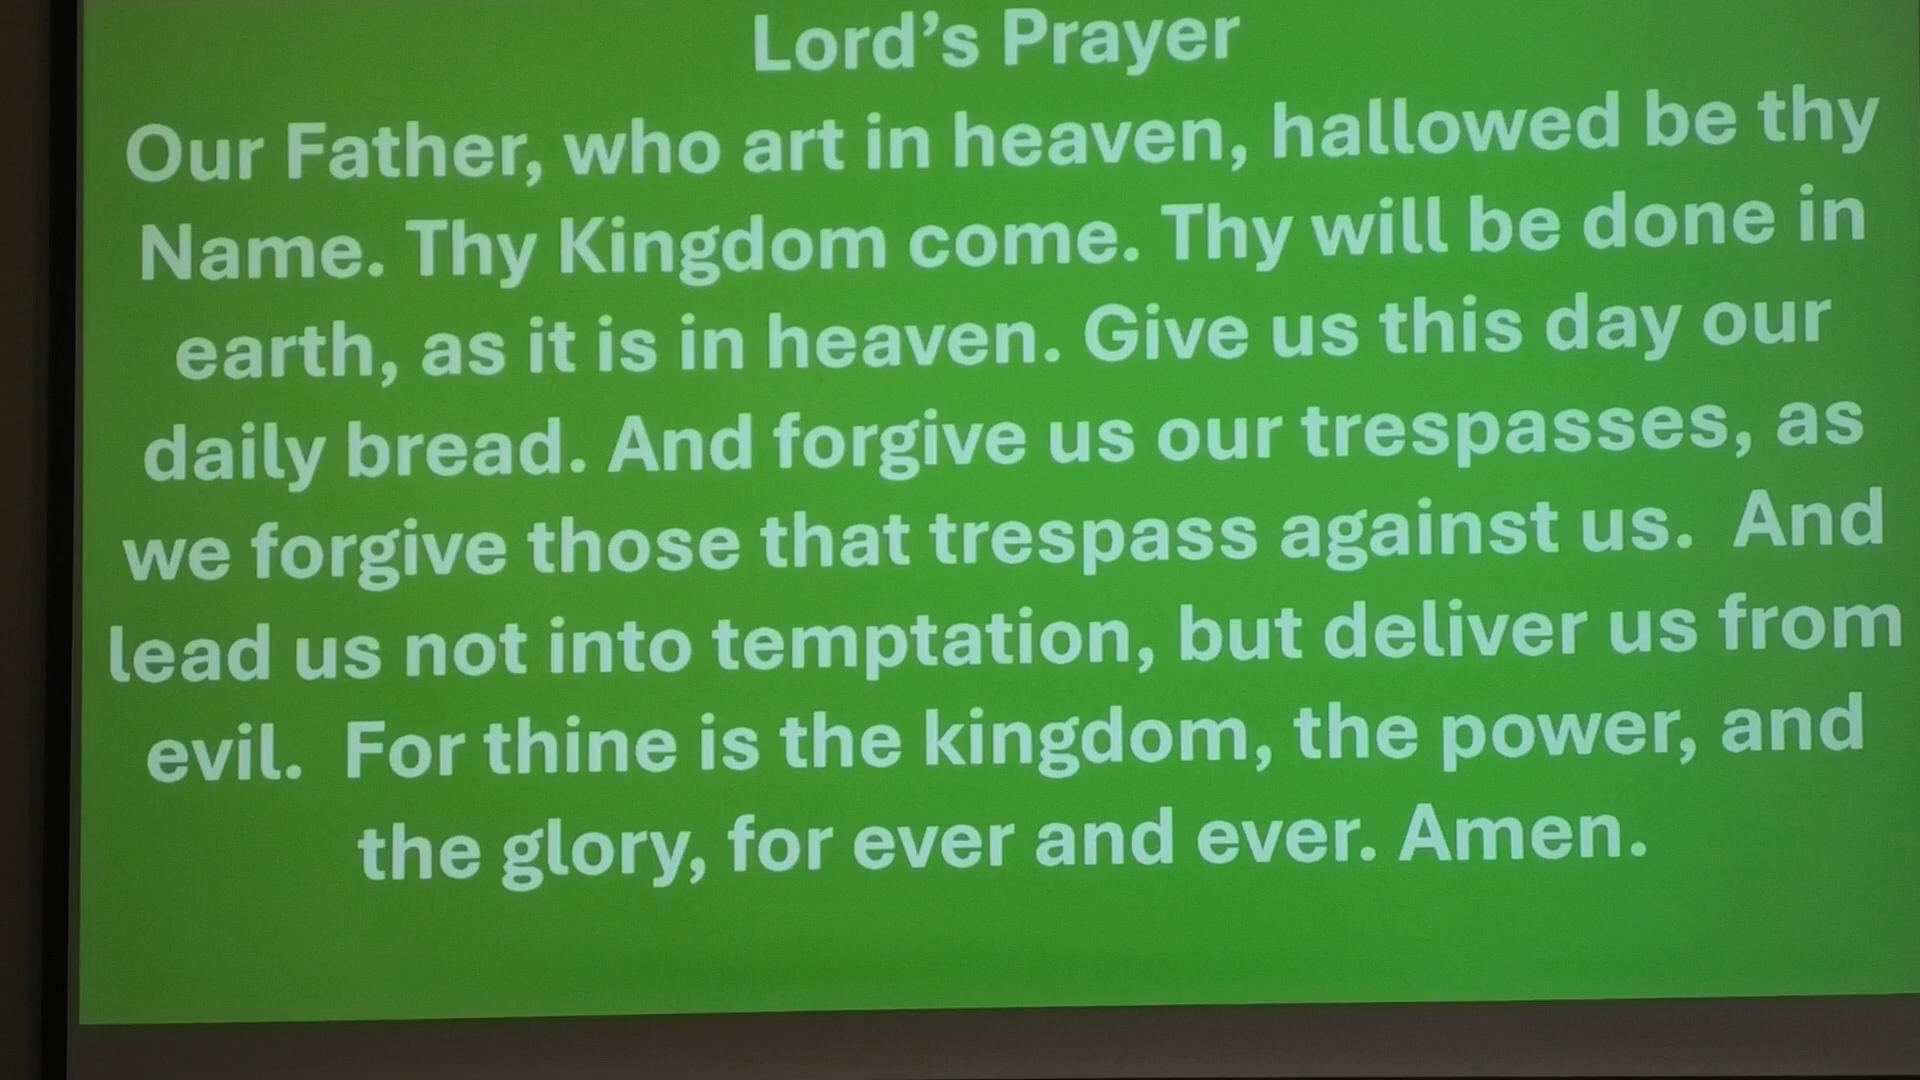 Lord’s Prayer
Our Father, who art in heaven, hallowed be thy
Name. Thy Kingdom come. Thy will be done in
earth, as it is in heaven. Give us this day our
daily bread. And forgive us our trespasses, as
we forgive those that trespass against us.  And
lead us not into temptation, but deliver us from
evil.  For thine is the kingdom, the power, and
the glory, for ever and ever. Amen.